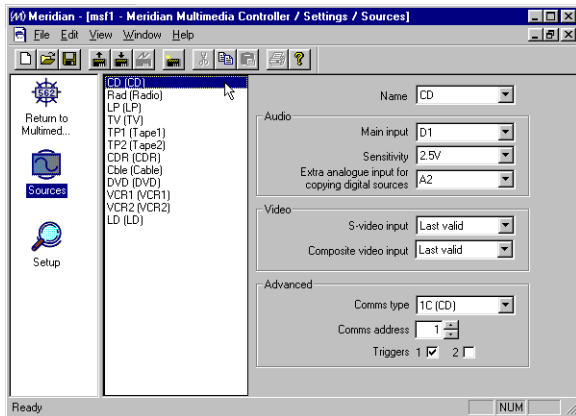 Meridian - [msf1 - Meridian Multimedia Controller / Settings / Sources]
File Edit View Window Help
562
Return to
Multimed...
Sources
Setup
CD (CD)
Rad (Radio)
LP (LP)
TV (TV)
TP1 (Tape1)
TP2 (Tape2)
CDR (CDR)
Cble (Cable)
DVD (DVD)
VCR1 (VCR1)
VCR2 (VCR2)
LD (LD)
Name CD
Audio
Main input D1
Sensitivity 2.5V
Extra analogue input for
copying digital sources A2
Video
S-video input Last valid
Composite video input Last valid
Advanced
Comms type 1C (CD)
Comms address 1
Triggers 1 2
Ready NUM